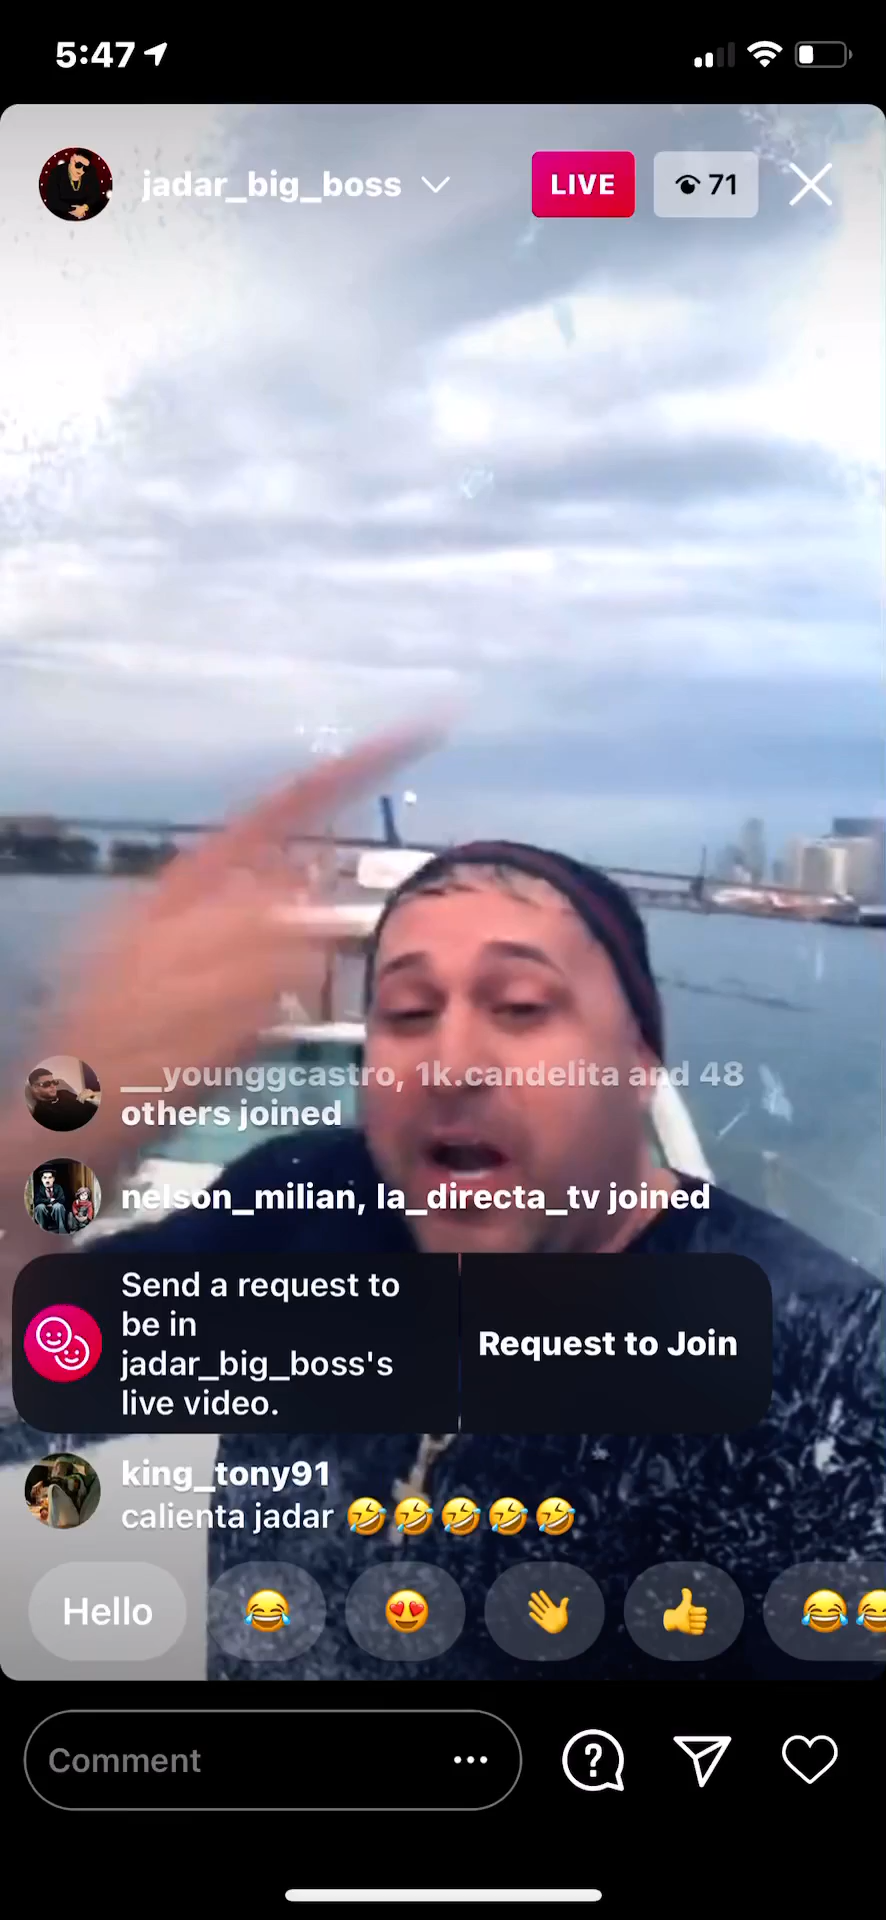 5:47
jadar_big_boss
LIVE
71
__younggcastro, 1k.candelita and 48
others joined
nelson_milian, la_directa_tv joined
Send a request to
be in
jadar_big_boss's
live video.
Request to Join
king_tony91
calienta jadar 🤣🤣🤣🤣🤣
Hello
Comment